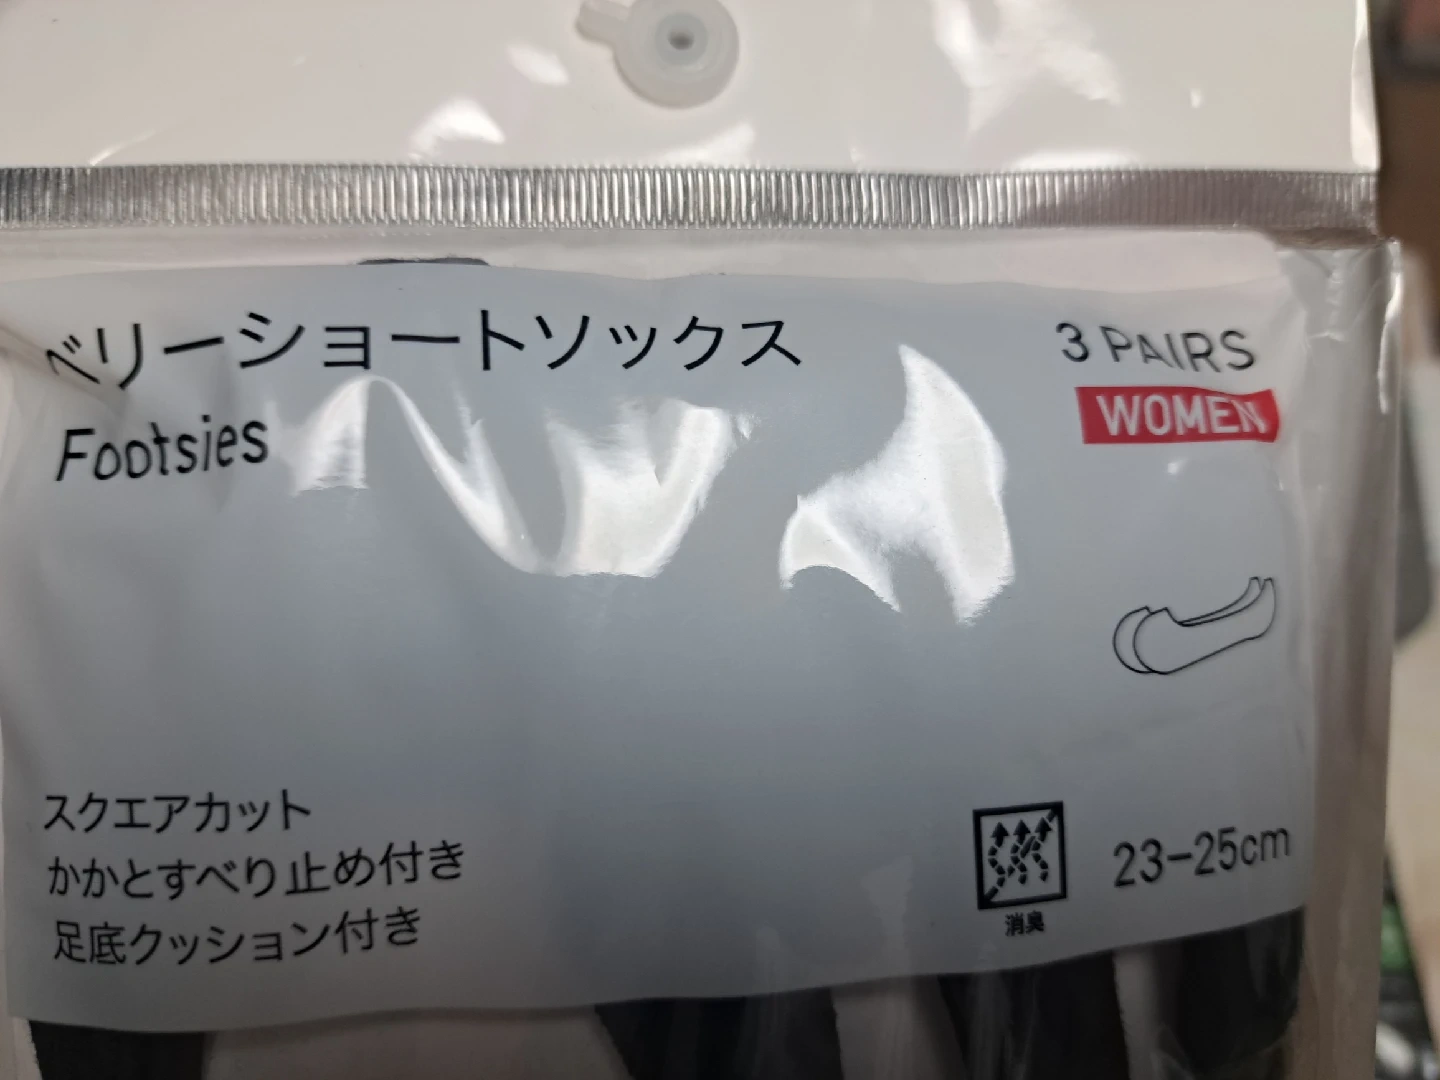 ベリーショートソックス
Footsies
3 PAIRS
WOMEN
スクエアカット
かかとすべり止め付き
足底クッション付き
消臭
23-25cm